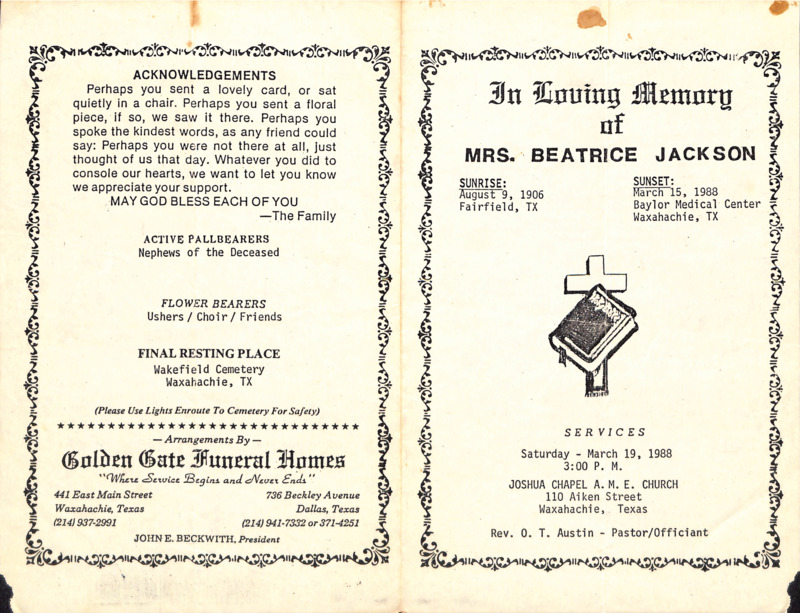 ACKNOWLEDGEMENTS
Perhaps you sent a lovely card, or sat
quietly in a chair. Perhaps you sent a floral
piece, if so, we saw it there. Perhaps you
spoke the kindest words, as any friend could
say: Perhaps you were not there at all, just
thought of us that day. Whatever you did to
console our hearts, we want to let you know
we appreciate your support.
MAY GOD BLESS EACH OF YOU
—The Family
ACTIVE PALLBEARERS
Nephews of the Deceased
FLOWER BEARERS
Ushers / Choir / Friends
FINAL RESTING PLACE
Wakefield Cemetery
Waxahachie, TX
(Please Use Lights Enroute To Cemetery For Safety)
— Arrangements By —
Golden Gate Funeral Homes
"Where Service Begins and Never Ends"
441 East Main Street
Waxahachie, Texas
(214) 937-2991
736 Beckley Avenue
Dallas, Texas
(214) 941-7332 or 371-4251
JOHN E. BECKWITH, President
In Loving Memory
of
MRS. BEATRICE JACKSON
SUNRISE:
August 9, 1906
Fairfield, TX
SUNSET:
March 15, 1988
Baylor Medical Center
Waxahachie, TX
SERVICES
Saturday - March 19, 1988
3:00 P. M.
JOSHUA CHAPEL A. M. E. CHURCH
110 Aiken Street
Waxahachie, Texas
Rev. O. T. Austin - Pastor/Officiant